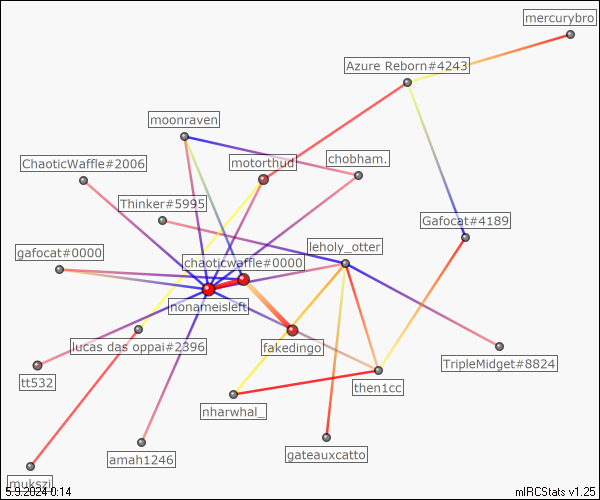 mercurybro
Azure Reborn#4243
moonraven
ChaoticWaffle#2006
motorthud
chobham.
Thinker#5995
Gafocat#4189
gafocat#0000
leholy_otter
chaoticwaffle#0000
nonameisleft
lucas das oppai#2396
fakedingo
TripleMidget#8824
tt532
then1cc
nharwhal_
amah1246
gateauxcatto
mukszi
5.9.2024 0:14
mIRCStats v1.25